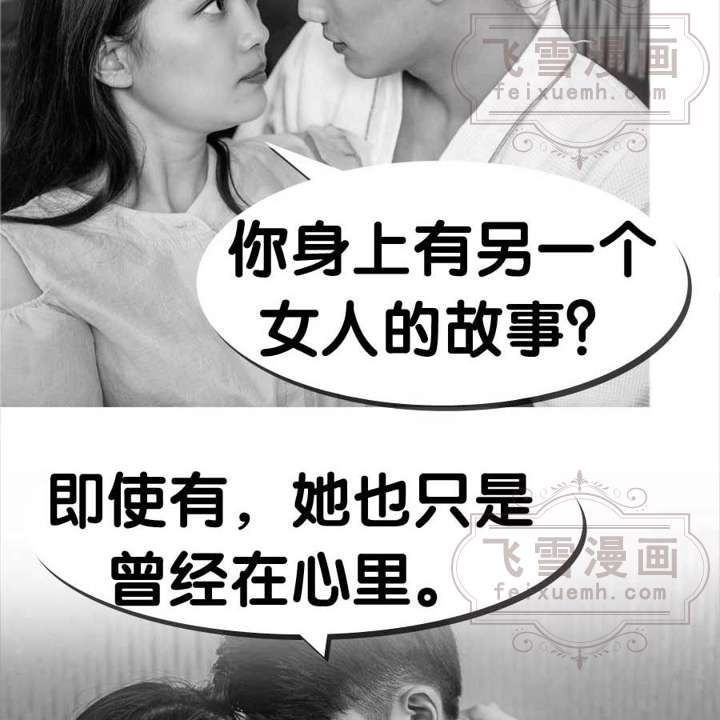 飞雪漫画
feixuemh.com
你身上有另一个
女人的故事?
即使有，她也只是
曾经在心里。
飞雪漫画
feixuemh.com